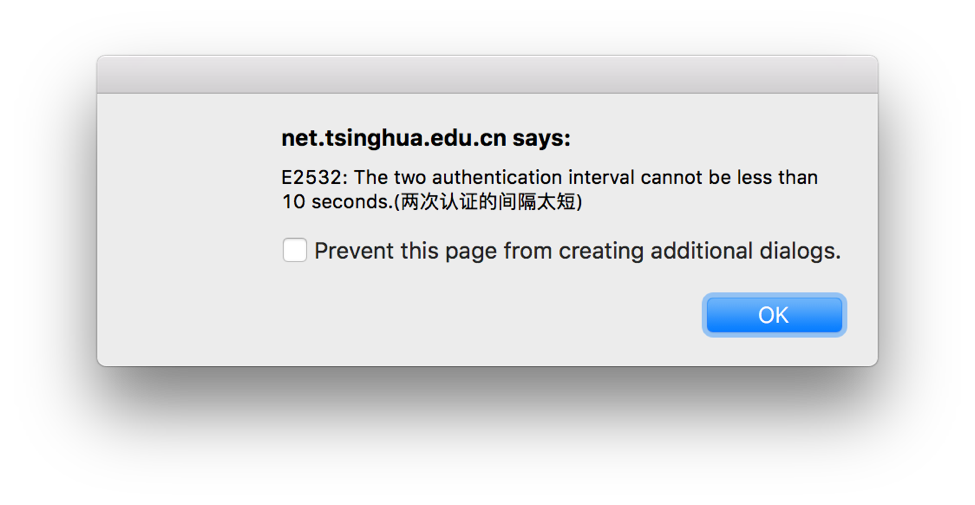 net.tsinghua.edu.cn says:
E2532: The two authentication interval cannot be less than
10 seconds.(两次认证的间隔太短)
Prevent this page from creating additional dialogs.
OK